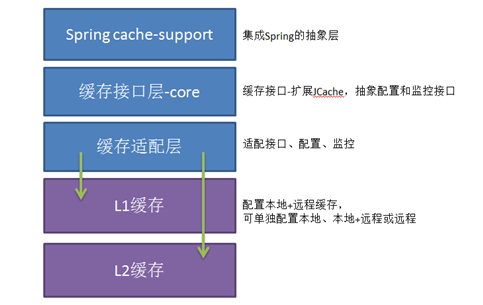 Spring cache-support
集成Spring的抽象层
缓存接口层-core
缓存接口-扩展JCache，抽象配置和监控接口
缓存适配层
适配接口、配置、监控
L1缓存
配置本地+远程缓存，
可单独配置本地、本地+远程或远程
L2缓存